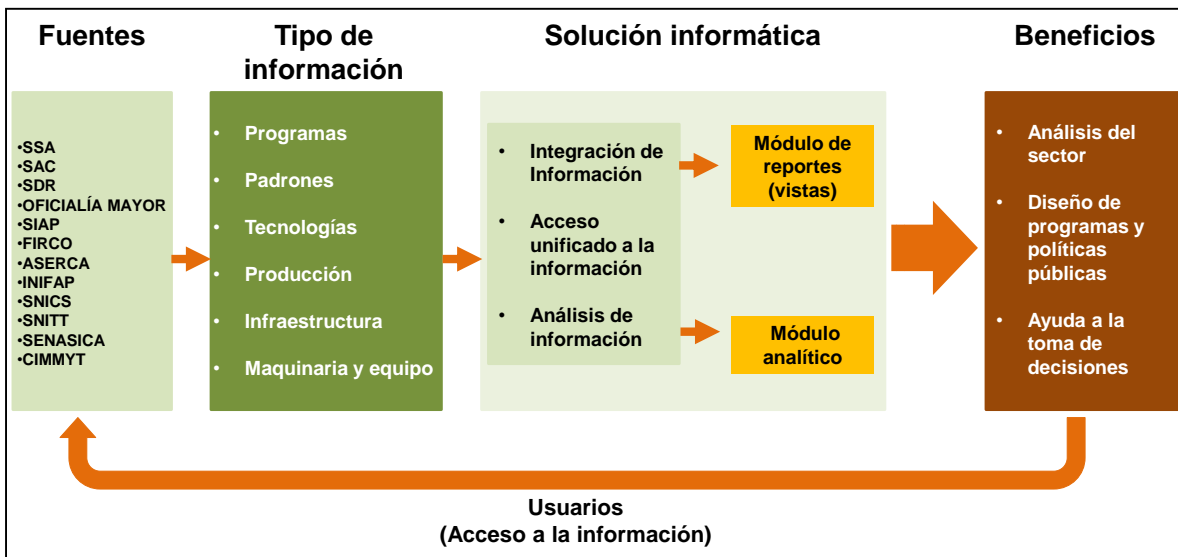 Fuentes
•SSA
•SAC
•SDR
•OFICIALÍA MAYOR
•SIAP
•FIRCO
•ASERCA
•INIFAP
•SNICS
•SNITT
•SENASICA
•CIMMYT
Tipo de
información
• Programas
• Padrones
• Tecnologías
• Producción
• Infraestructura
• Maquinaria y equipo
Solución informática
• Integración de
Información
• Acceso
unificado a la
información
• Análisis de
información
Módulo de
reportes
(vistas)
Módulo
analítico
Beneficios
• Análisis del
sector
• Diseño de
programas y
políticas
públicas
• Ayuda a la
toma de
decisiones
Usuarios
(Acceso a la información)